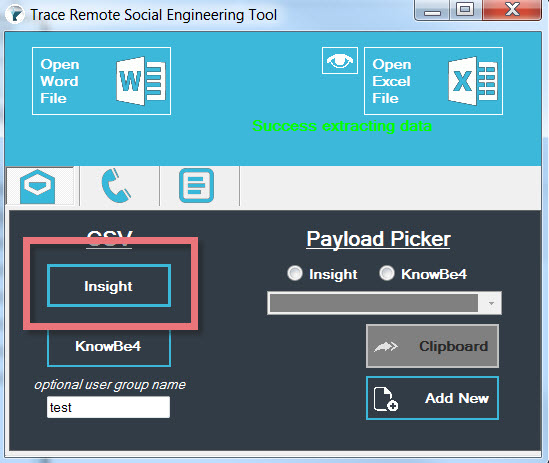 Trace Remote Social Engineering Tool
Open
Word
File
W
Open
Excel
File
X
Success extracting data
CSV
Payload Picker
Insight
Insight
KnowBe4
KnowBe4
Clipboard
optional user group name
test
Add New